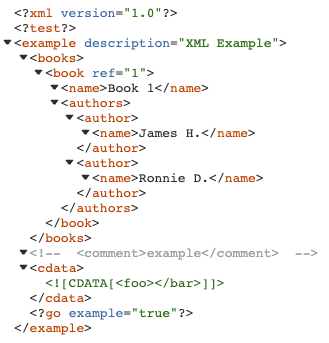 <?xml version="1.0"?>
<?test?>
<example description="XML Example">
<books>
<book ref="1">
<name>Book 1</name>
<authors>
<author>
<name>James H.</name>
</author>
<author>
<name>Ronnie D.</name>
</author>
</authors>
</book>
</books>
<!--  <comment>example</comment>  -->
<cdata>
<![CDATA[<foo></bar>]]>
</cdata>
<?go example="true"?>
</example>